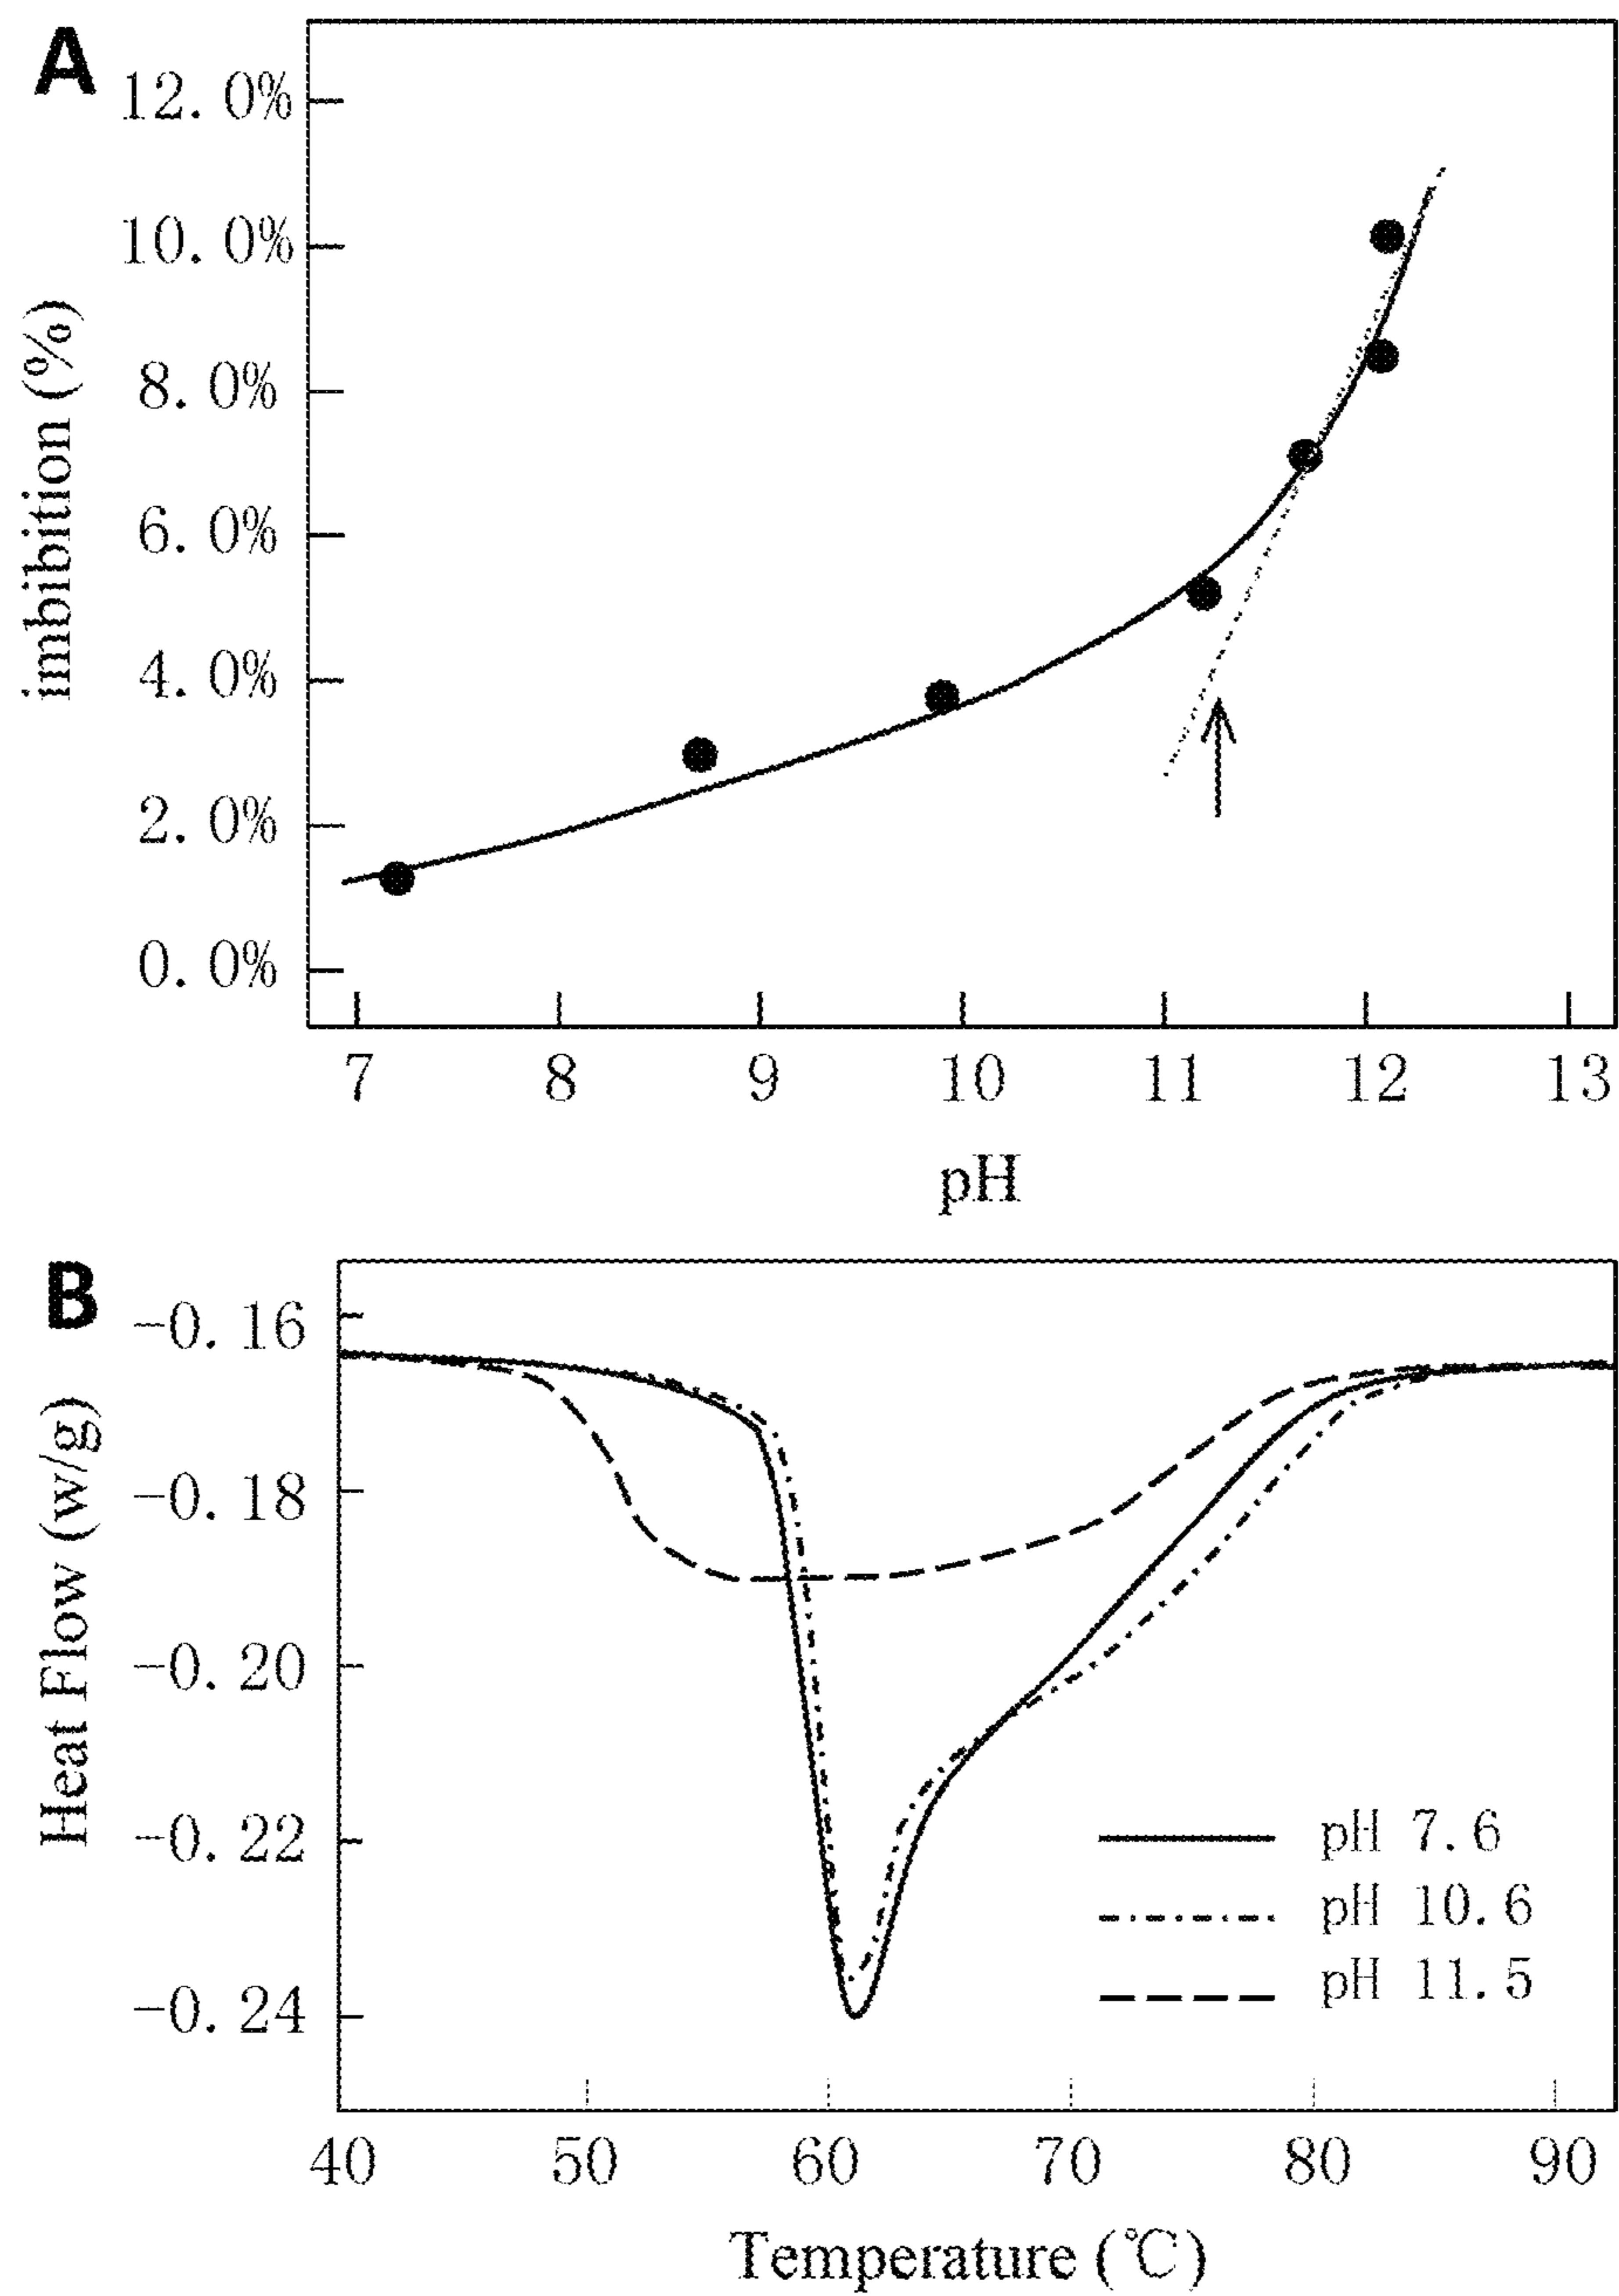 A
12.0%
10.0%
8.0%
6.0%
4.0%
2.0%
0.0%
imbibition (%)
7 8 9 10 11 12 13
pH
B
-0.16
-0.18
-0.20
-0.22
-0.24
Heat Flow (w/g)
pH 7.6
pH 10.6
pH 11.5
40 50 60 70 80 90
Temperature (℃)